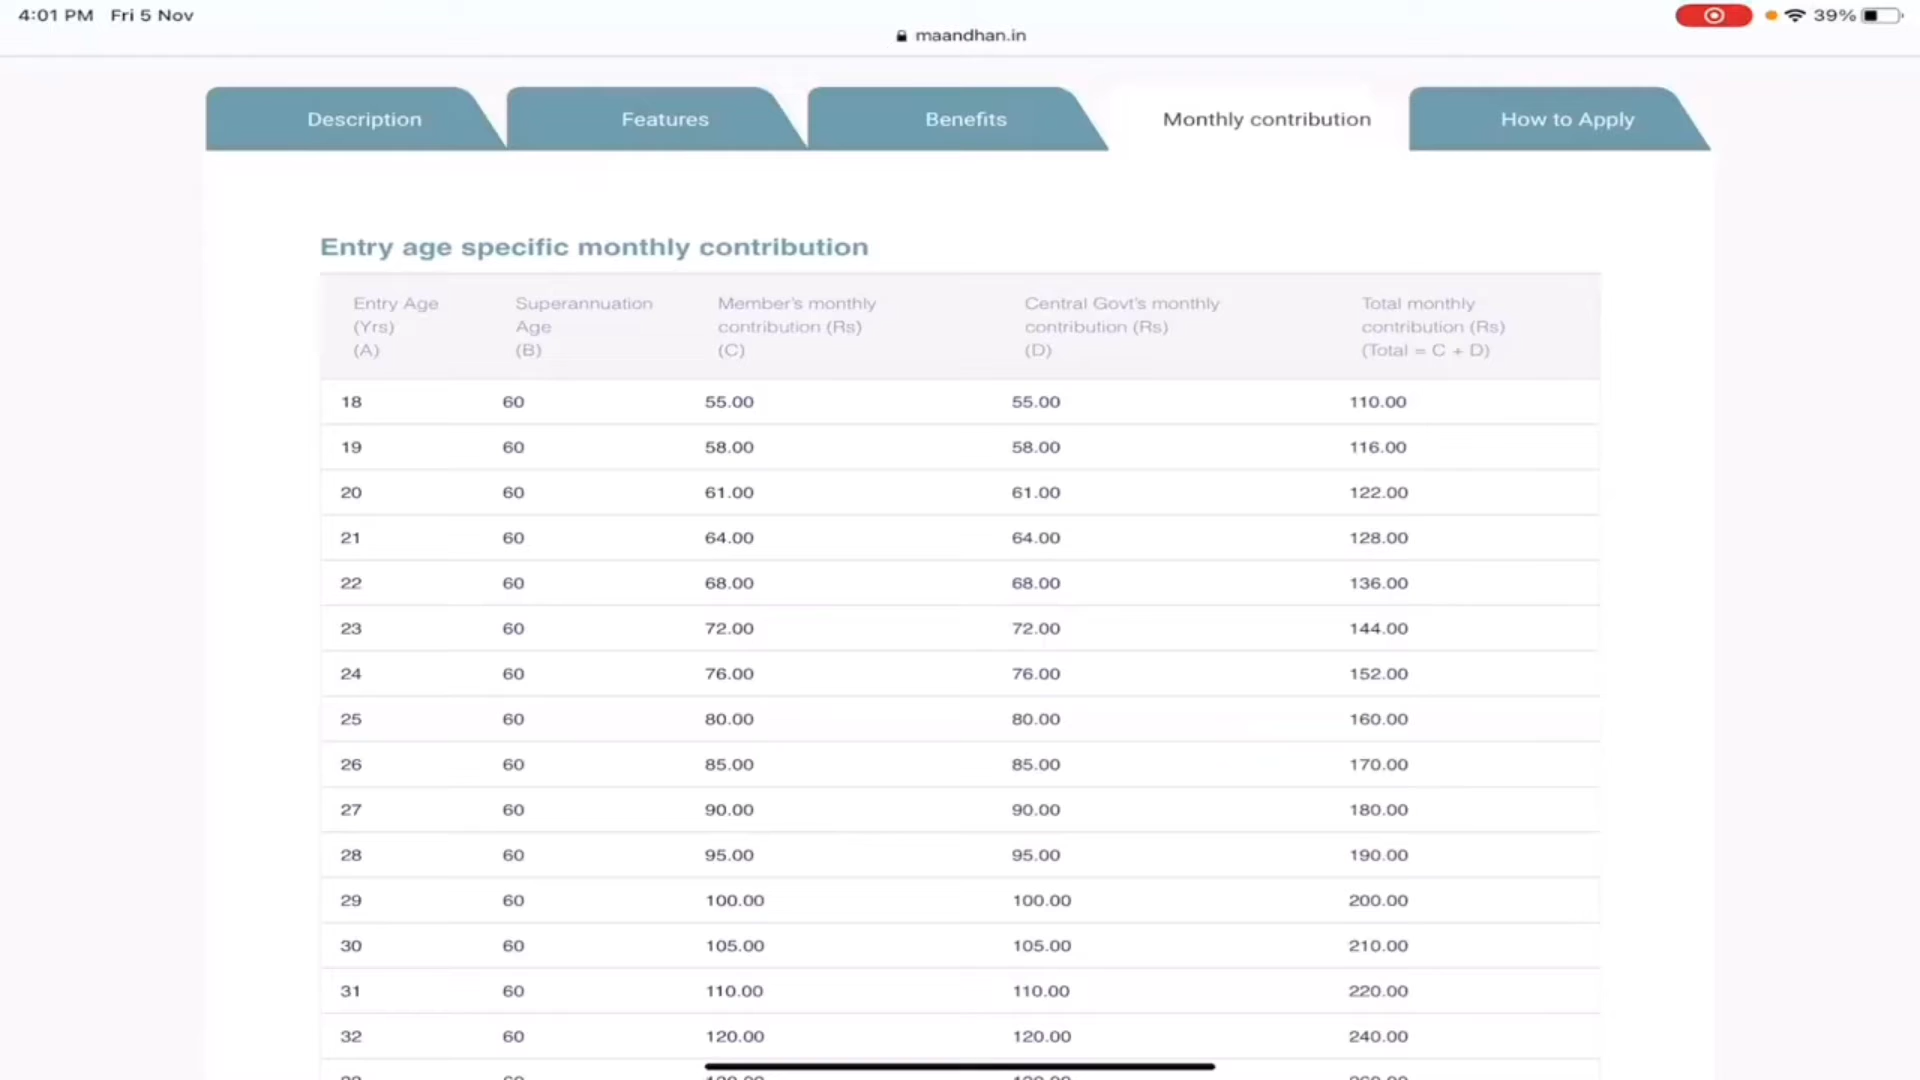 4:01 PM Fri 5 Nov
39%
maandhan.in
Description Features Benefits Monthly contribution How to Apply
Entry age specific monthly contribution
Entry Age Superannuation Member's monthly Central Govt's monthly Total monthly
(Yrs) Age contribution (Rs) contribution (Rs) contribution (Rs)
(A) (B) (C) (D) (Total = C + D)
18 60 55.00 55.00 110.00
19 60 58.00 58.00 116.00
20 60 61.00 61.00 122.00
21 60 64.00 64.00 128.00
22 60 68.00 68.00 136.00
23 60 72.00 72.00 144.00
24 60 76.00 76.00 152.00
25 60 80.00 80.00 160.00
26 60 85.00 85.00 170.00
27 60 90.00 90.00 180.00
28 60 95.00 95.00 190.00
29 60 100.00 100.00 200.00
30 60 105.00 105.00 210.00
31 60 110.00 110.00 220.00
32 60 120.00 120.00 240.00